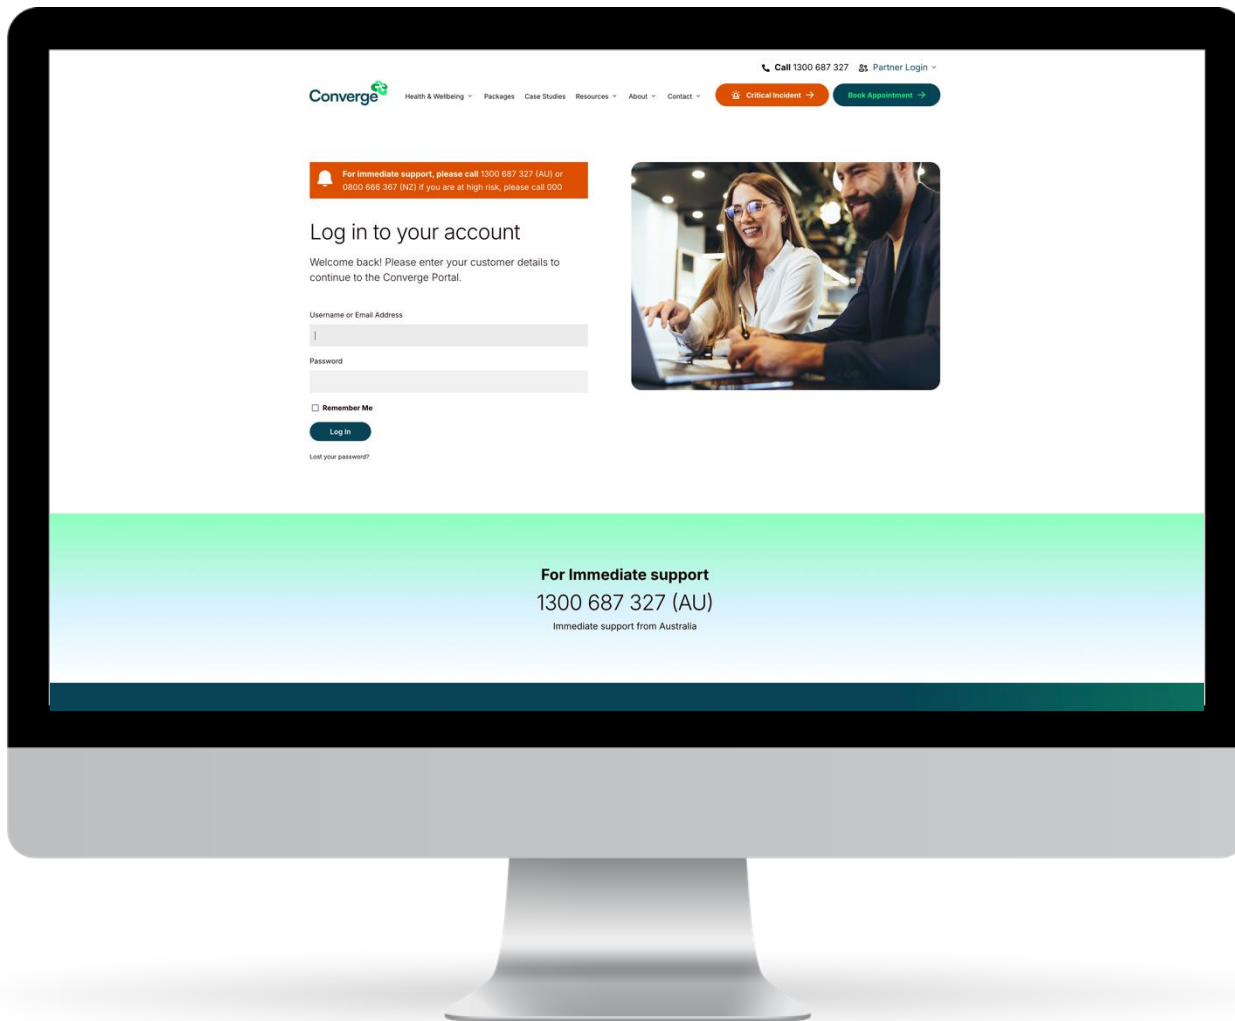 Call 1300 687 327 Partner Login
Converge
Health & Wellbeing Packages Case Studies Resources About Contact Critical Incident Book Appointment
For immediate support, please call 1300 687 327 (AU) or
0800 666 367 (NZ) if you are at high risk, please call 000
Log in to your account
Welcome back! Please enter your customer details to
continue to the Converge Portal.
Username or Email Address
Password
Remember Me
Log In
Lost your password?
For Immediate support
1300 687 327 (AU)
Immediate support from Australia